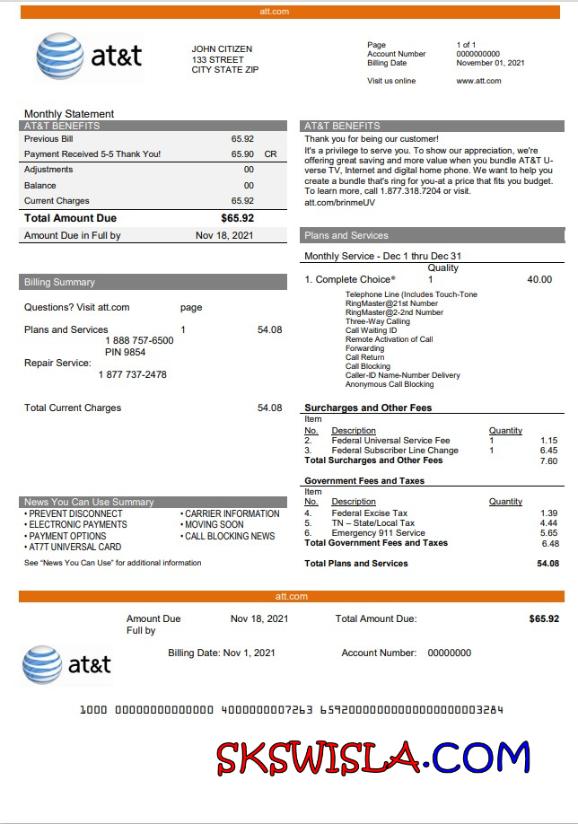 att.com
at&t
JOHN CITIZEN
133 STREET
CITY STATE ZIP
Page 1 of 1
Account Number 0000000000
Billing Date November 01, 2021
Visit us online www.att.com
Monthly Statement
AT&T BENEFITS
Previous Bill 65.92
Payment Received 5-5 Thank You! 65.90 CR
Adjustments 00
Balance 00
Current Charges 65.92
Total Amount Due $65.92
Amount Due in Full by Nov 18, 2021
Billing Summary
Questions? Visit att.com page
Plans and Services 1 54.08
1 888 757-6500
PIN 9854
Repair Service:
1 877 737-2478
Total Current Charges 54.08
News You Can Use Summary
• PREVENT DISCONNECT • CARRIER INFORMATION
• ELECTRONIC PAYMENTS • MOVING SOON
• PAYMENT OPTIONS • CALL BLOCKING NEWS
• AT7T UNIVERSAL CARD
See "News You Can Use" for additional information
AT&T BENEFITS
Thank you for being our customer!
It's a privilege to serve you. To show our appreciation, we're
offering great saving and more value when you bundle AT&T U-
verse TV, Internet and digital home phone. We want to help you
create a bundle that's ring for you-at a price that fits you budget.
To learn more, call 1.877.318.7204 or visit.
att.com/brinmeUV
Plans and Services
Monthly Service - Dec 1 thru Dec 31
Quality
1. Complete Choice® 1 40.00
Telephone Line (Includes Touch-Tone
RingMaster@21st Number
RingMaster@2-2nd Number
Three-Way Calling
Call Waiting ID
Remote Activation of Call
Forwarding
Call Return
Call Blocking
Caller-ID Name-Number Delivery
Anonymous Call Blocking
Surcharges and Other Fees
Item
No. Description Quantity
2. Federal Universal Service Fee 1 1.15
3. Federal Subscriber Line Change 1 6.45
Total Surcharges and Other Fees 7.60
Government Fees and Taxes
Item
No. Description Quantity
4. Federal Excise Tax 1.39
5. TN – State/Local Tax 4.44
6. Emergency 911 Service 5.65
Total Government Fees and Taxes 6.48
Total Plans and Services 54.08
att.com
Amount Due Nov 18, 2021 Total Amount Due: $65.92
Full by
Billing Date: Nov 1, 2021 Account Number: 00000000
at&t
SKSWISLA.COM